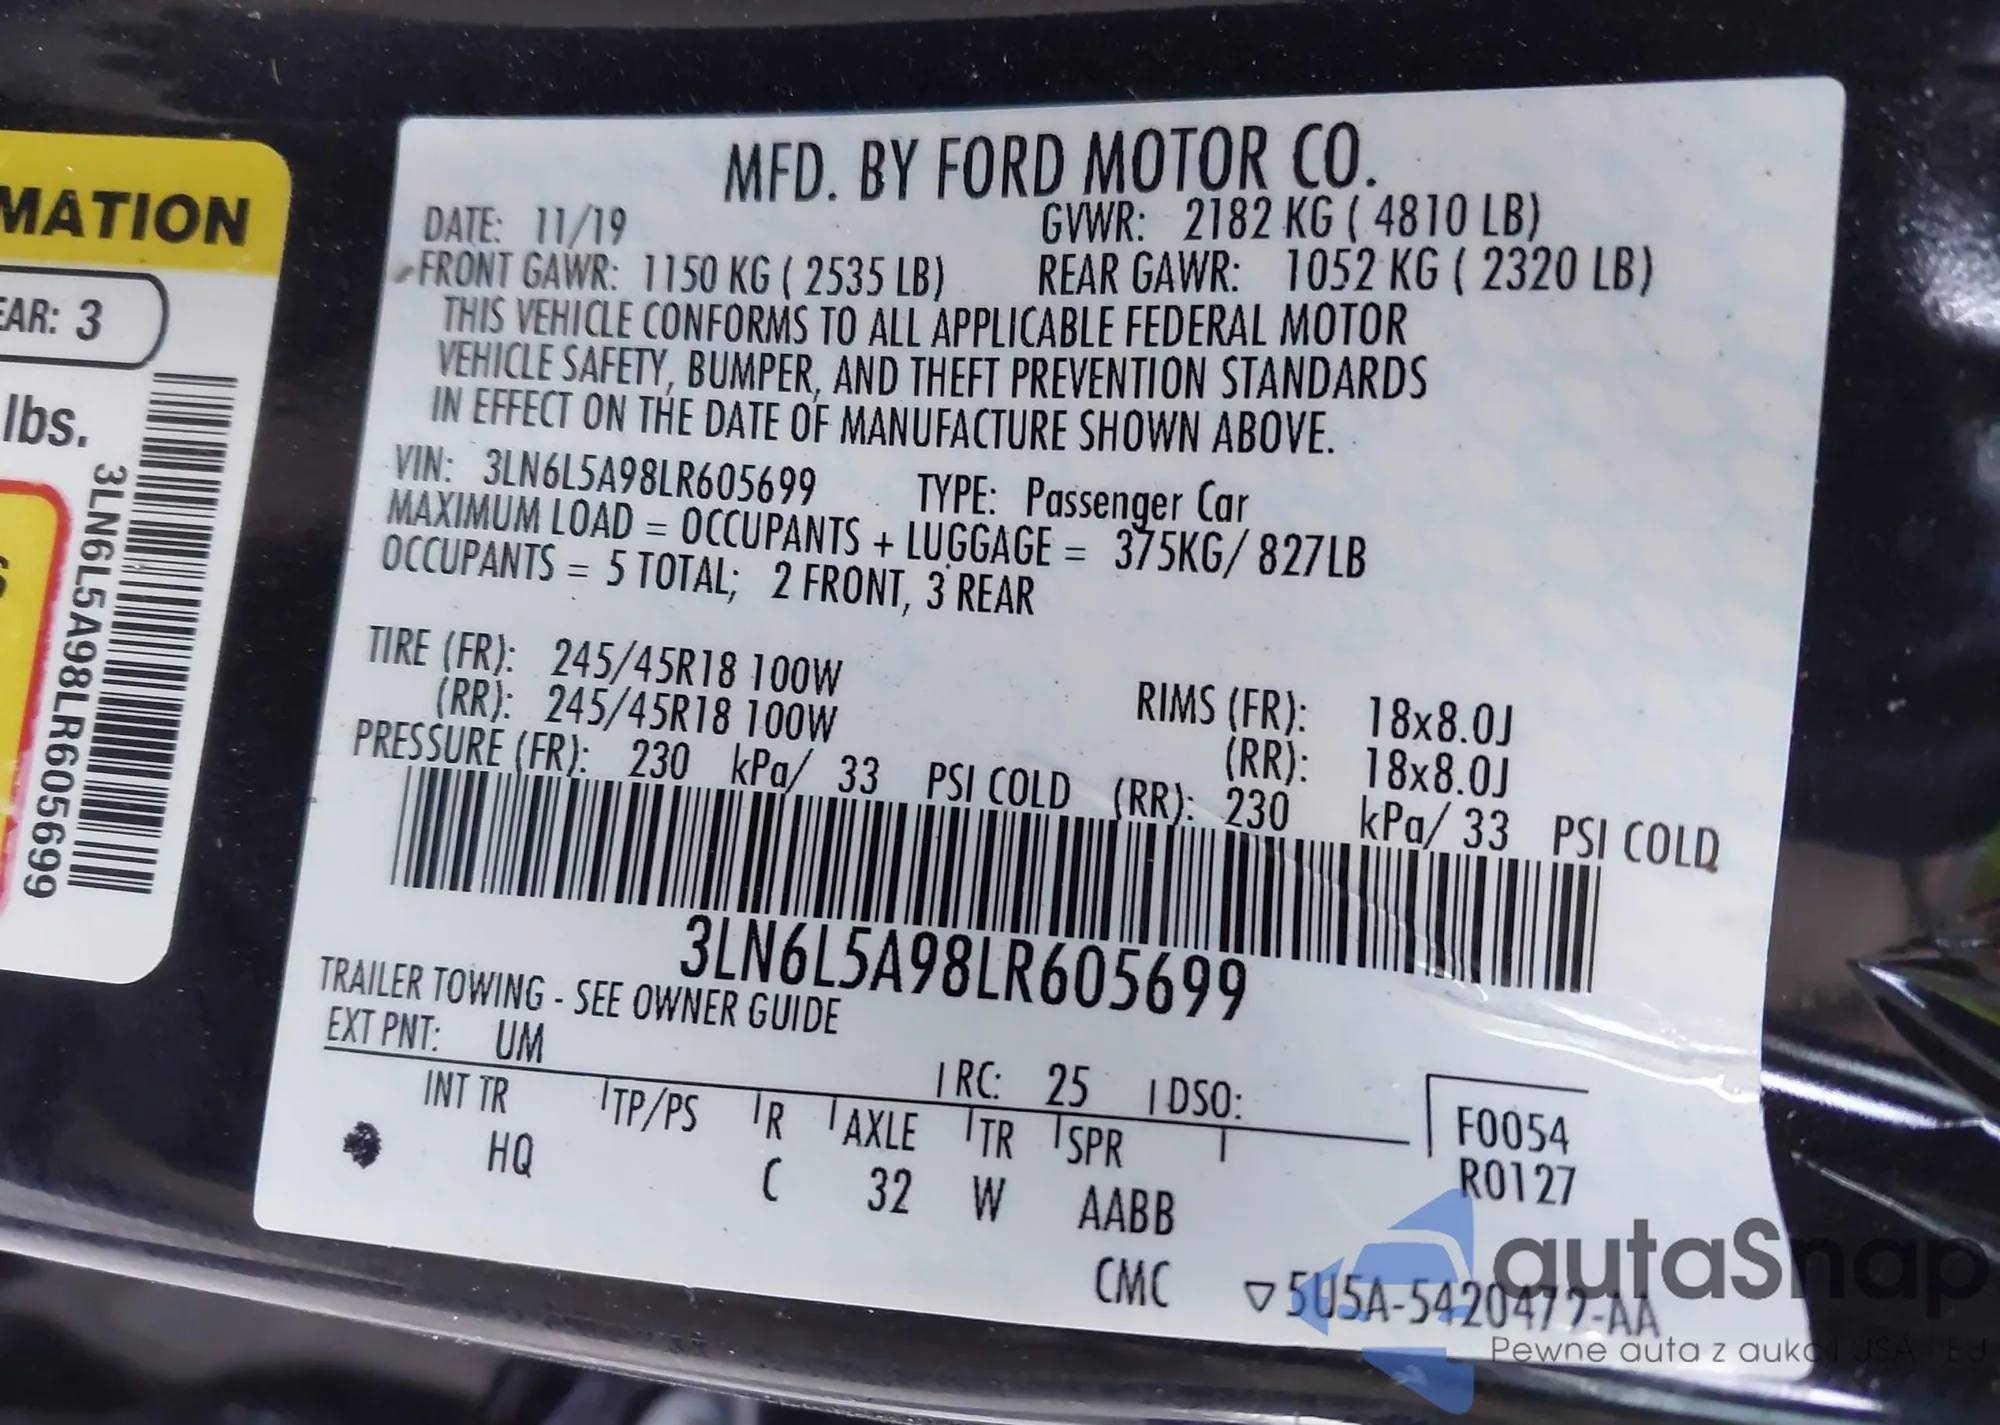 MATION
EAR: 3
lbs.
3LN6L5A98LR605699
MFD. BY FORD MOTOR CO.
DATE: 11/19 GVWR: 2182 KG ( 4810 LB)
FRONT GAWR: 1150 KG ( 2535 LB) REAR GAWR: 1052 KG ( 2320 LB)
THIS VEHICLE CONFORMS TO ALL APPLICABLE FEDERAL MOTOR
VEHICLE SAFETY, BUMPER, AND THEFT PREVENTION STANDARDS
IN EFFECT ON THE DATE OF MANUFACTURE SHOWN ABOVE.
VIN: 3LN6L5A98LR605699 TYPE: Passenger Car
MAXIMUM LOAD = OCCUPANTS + LUGGAGE = 375KG/ 827LB
OCCUPANTS = 5 TOTAL; 2 FRONT, 3 REAR
TIRE (FR): 245/45R18 100W RIMS (FR): 18x8.0J
(RR): 245/45R18 100W (RR): 18x8.0J
PRESSURE (FR): 230 kPa/ 33 PSI COLD (RR): 230 kPa/ 33 PSI COLD
3LN6L5A98LR605699
TRAILER TOWING - SEE OWNER GUIDE
EXT PNT: UM RC: 25 DSO:
INT TR TP/PS R AXLE TR SPR F0054
HQ C 32 W AABB R0127
CMC 5U5A-5420472-AA
autaSnap
Pewne auta z aukcji USA i EU